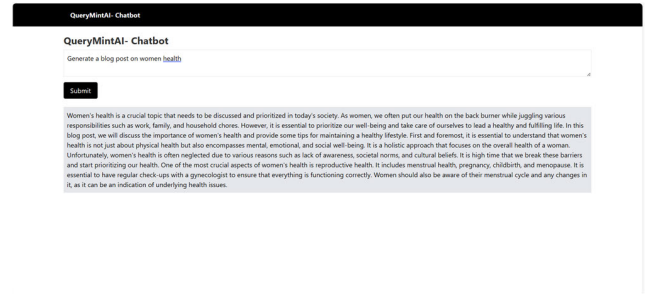 QueryMintAI- Chatbot
QueryMintAI- Chatbot
Generate a blog post on women health
Submit
Women's health is a crucial topic that needs to be discussed and prioritized in today's society. As women, we often put our health on the back burner while juggling various
responsibilities such as work, family, and household chores. However, it is essential to prioritize our well-being and take care of ourselves to lead a healthy and fulfilling life. In this
blog post, we will discuss the importance of women's health and provide some tips for maintaining a healthy lifestyle. First and foremost, it is essential to understand that women's
health is not just about physical health but also encompasses mental, emotional, and social well-being. It is a holistic approach that focuses on the overall health of a woman.
Unfortunately, women's health is often neglected due to various reasons such as lack of awareness, societal norms, and cultural beliefs. It is high time that we break these barriers
and start prioritizing our health. One of the most crucial aspects of women's health is reproductive health. It includes menstrual health, pregnancy, childbirth, and menopause. It is
essential to have regular check-ups with a gynecologist to ensure that everything is functioning correctly. Women should also be aware of their menstrual cycle and any changes in
it, as it can be an indication of underlying health issues.